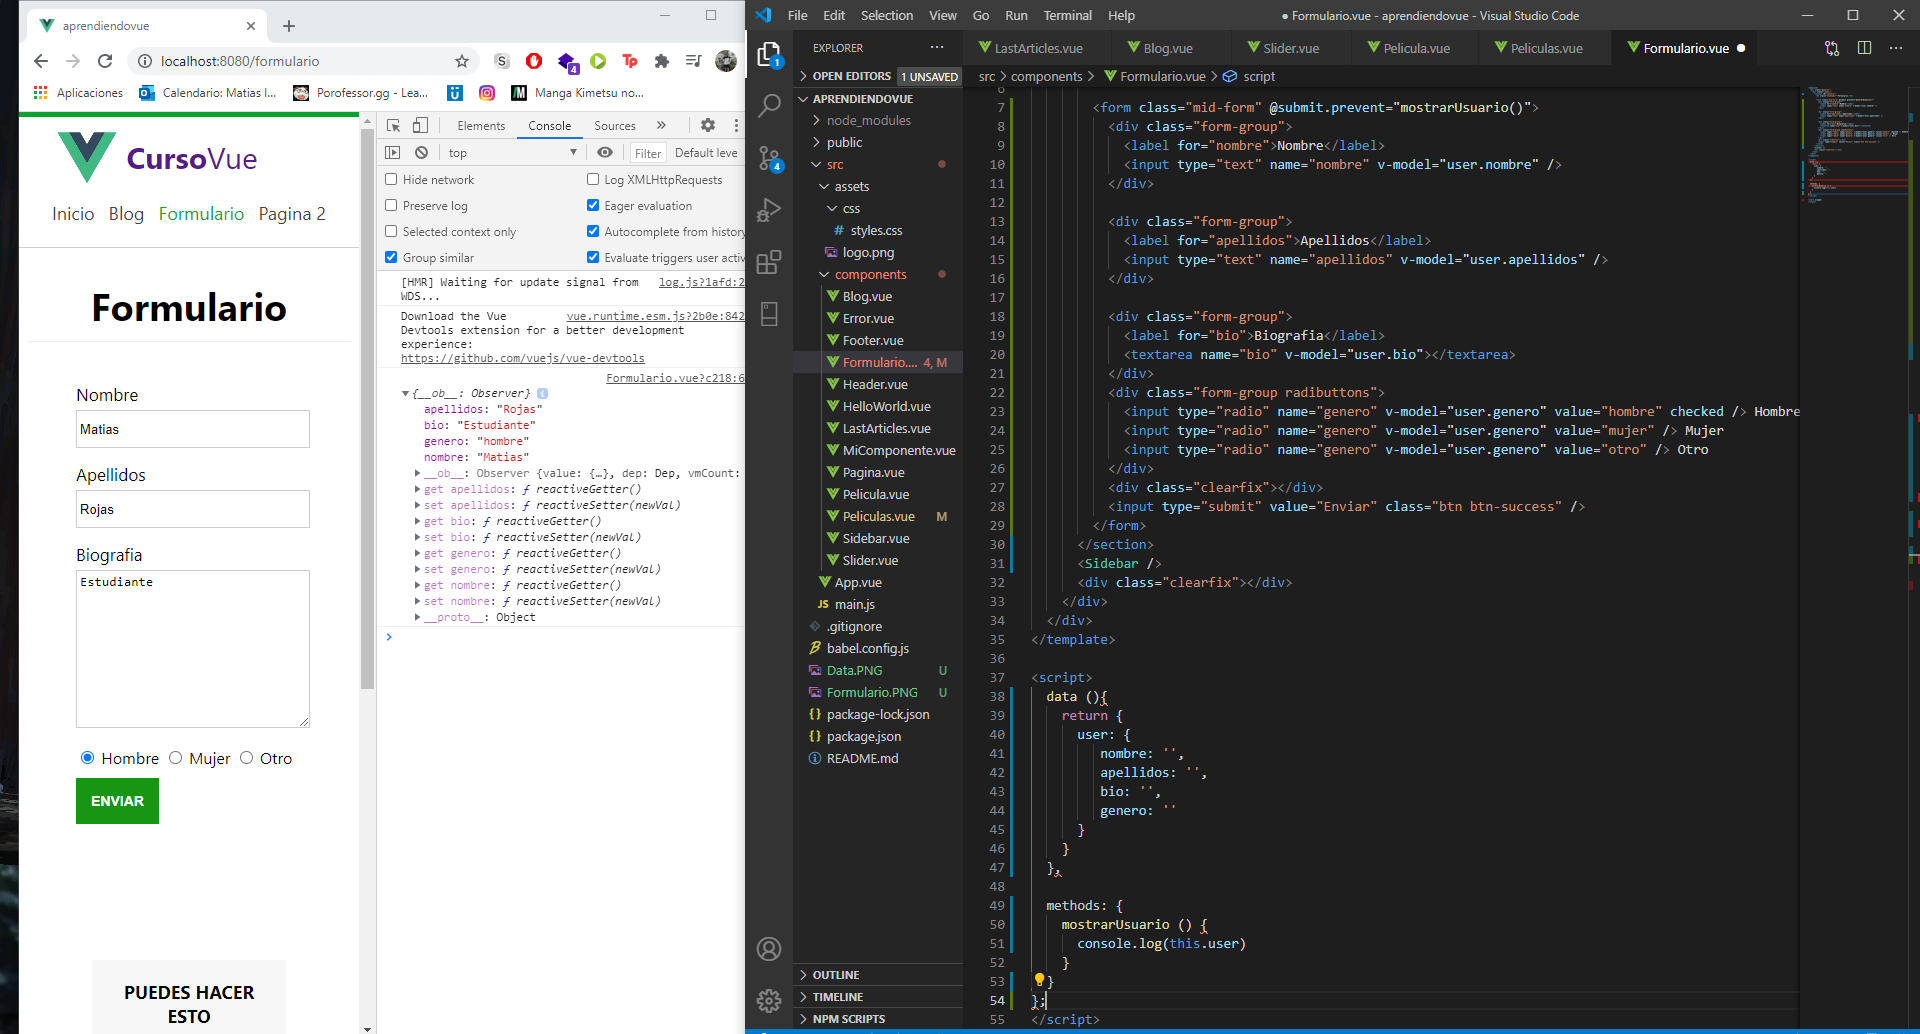 aprendiendovue
localhost:8080/formulario
Aplicaciones
Calendario: Matias I...
Porofessor.gg - Lea...
Manga Kimetsu no...
CursoVue
Inicio Blog Formulario Pagina 2
Formulario
Nombre
Matias
Apellidos
Rojas
Biografia
Estudiante
Hombre Mujer Otro
ENVIAR
PUEDES HACER
ESTO
Elements Console Sources »
top Filter Default leve
Hide network Log XMLHttpRequests
Preserve log Eager evaluation
Selected context only Autocomplete from history
Group similar Evaluate triggers user activ
[HMR] Waiting for update signal from log.js?1afd:2
WDS...
Download the Vue vue.runtime.esm.js?2b0e:842
Devtools extension for a better development
experience:
https://github.com/vuejs/vue-devtools
Formulario.vue?c218:6
{__ob__: Observer}
apellidos: "Rojas"
bio: "Estudiante"
genero: "hombre"
nombre: "Matias"
__ob__: Observer {value: {…}, dep: Dep, vmCount:
get apellidos: ƒ reactiveGetter()
set apellidos: ƒ reactiveSetter(newVal)
get bio: ƒ reactiveGetter()
set bio: ƒ reactiveSetter(newVal)
get genero: ƒ reactiveGetter()
set genero: ƒ reactiveSetter(newVal)
get nombre: ƒ reactiveGetter()
set nombre: ƒ reactiveSetter(newVal)
__proto__: Object
File Edit Selection View Go Run Terminal Help
● Formulario.vue - aprendiendovue - Visual Studio Code
EXPLORER
OPEN EDITORS 1 UNSAVED
APRENDIENDOVUE
node_modules
public
src
assets
css
styles.css
logo.png
components
Blog.vue
Error.vue
Footer.vue
Formulario.... 4, M
Header.vue
HelloWorld.vue
LastArticles.vue
MiComponente.vue
Pagina.vue
Pelicula.vue
Peliculas.vue M
Sidebar.vue
Slider.vue
App.vue
JS main.js
.gitignore
babel.config.js
Data.PNG U
Formulario.PNG U
package-lock.json
package.json
README.md
OUTLINE
TIMELINE
NPM SCRIPTS
LastArticles.vue Blog.vue Slider.vue Pelicula.vue Peliculas.vue Formulario.vue
src > components > Formulario.vue > script
6
7 <form class="mid-form" @submit.prevent="mostrarUsuario()">
8 <div class="form-group">
9 <label for="nombre">Nombre</label>
10 <input type="text" name="nombre" v-model="user.nombre" />
11 </div>
12
13 <div class="form-group">
14 <label for="apellidos">Apellidos</label>
15 <input type="text" name="apellidos" v-model="user.apellidos" />
16 </div>
17
18 <div class="form-group">
19 <label for="bio">Biografia</label>
20 <textarea name="bio" v-model="user.bio"></textarea>
21 </div>
22 <div class="form-group radibuttons">
23 <input type="radio" name="genero" v-model="user.genero" value="hombre" checked /> Hombre
24 <input type="radio" name="genero" v-model="user.genero" value="mujer" /> Mujer
25 <input type="radio" name="genero" v-model="user.genero" value="otro" /> Otro
26 </div>
27 <div class="clearfix"></div>
28 <input type="submit" value="Enviar" class="btn btn-success" />
29 </form>
30 </section>
31 <Sidebar />
32 <div class="clearfix"></div>
33 </div>
34 </div>
35 </template>
36
37 <script>
38 data (){
39 return {
40 user: {
41 nombre: '',
42 apellidos: '',
43 bio: '',
44 genero: ''
45 }
46 }
47 },
48
49 methods: {
50 mostrarUsuario () {
51 console.log(this.user)
52 }
53 }
54 };
55 </script>